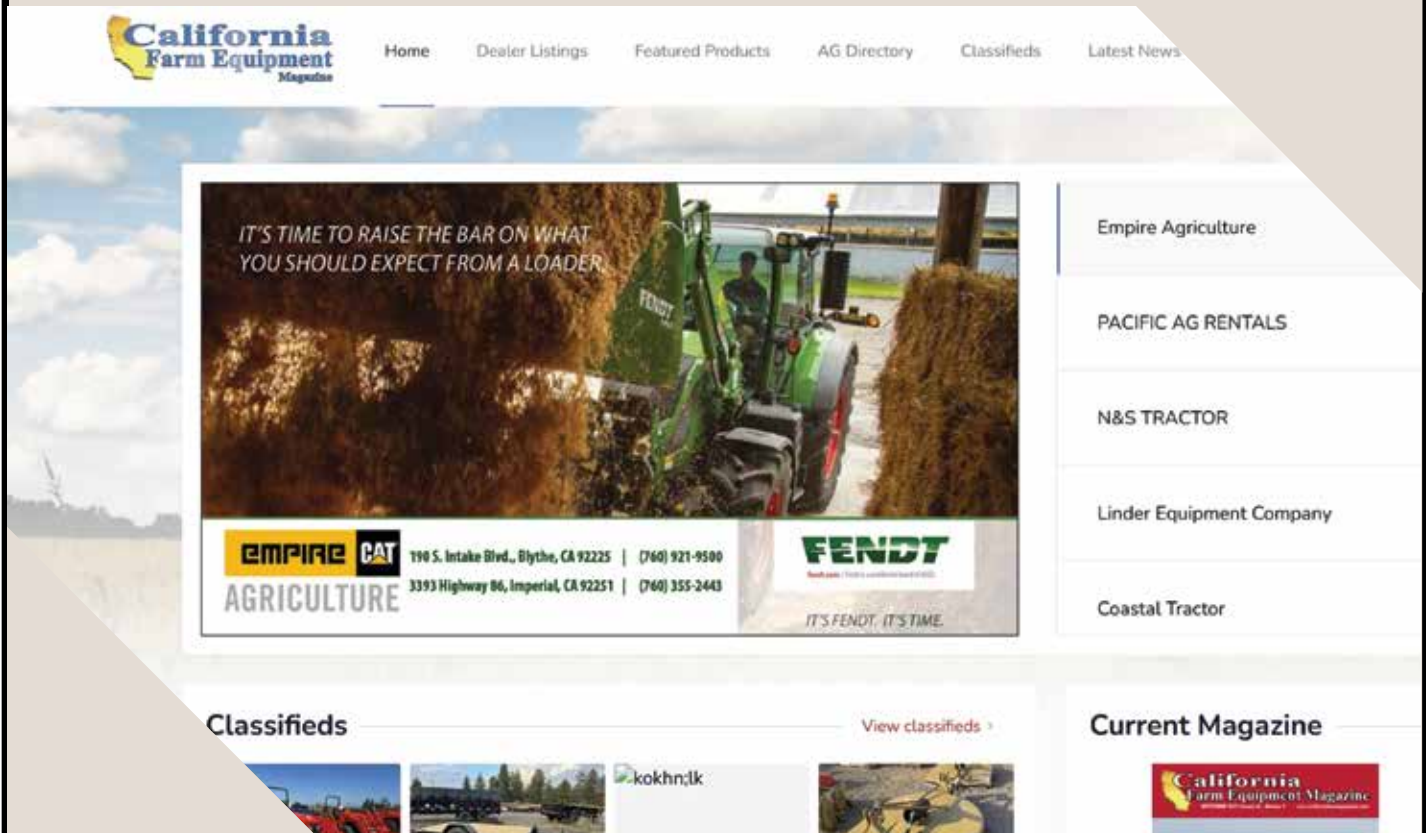 California
Farm Equipment
Magazine
Home
Dealer Listings
Featured Products
AG Directory
Classifieds
Latest News
IT'S TIME TO RAISE THE BAR ON WHAT
YOU SHOULD EXPECT FROM A LOADER.
FENDT
Empire Agriculture
PACIFIC AG RENTALS
N&S TRACTOR
Linder Equipment Company
Coastal Tractor
EMPIRE CAT
AGRICULTURE
190 S. Intake Blvd., Blythe, CA 92225 | (760) 921-9500
3393 Highway 86, Imperial, CA 92251 | (760) 355-2443
FENDT
IT'S FENDT. IT'S TIME.
Classifieds
View classifieds ›
Current Magazine
kokhn;lk
California
Farm Equipment Magazine